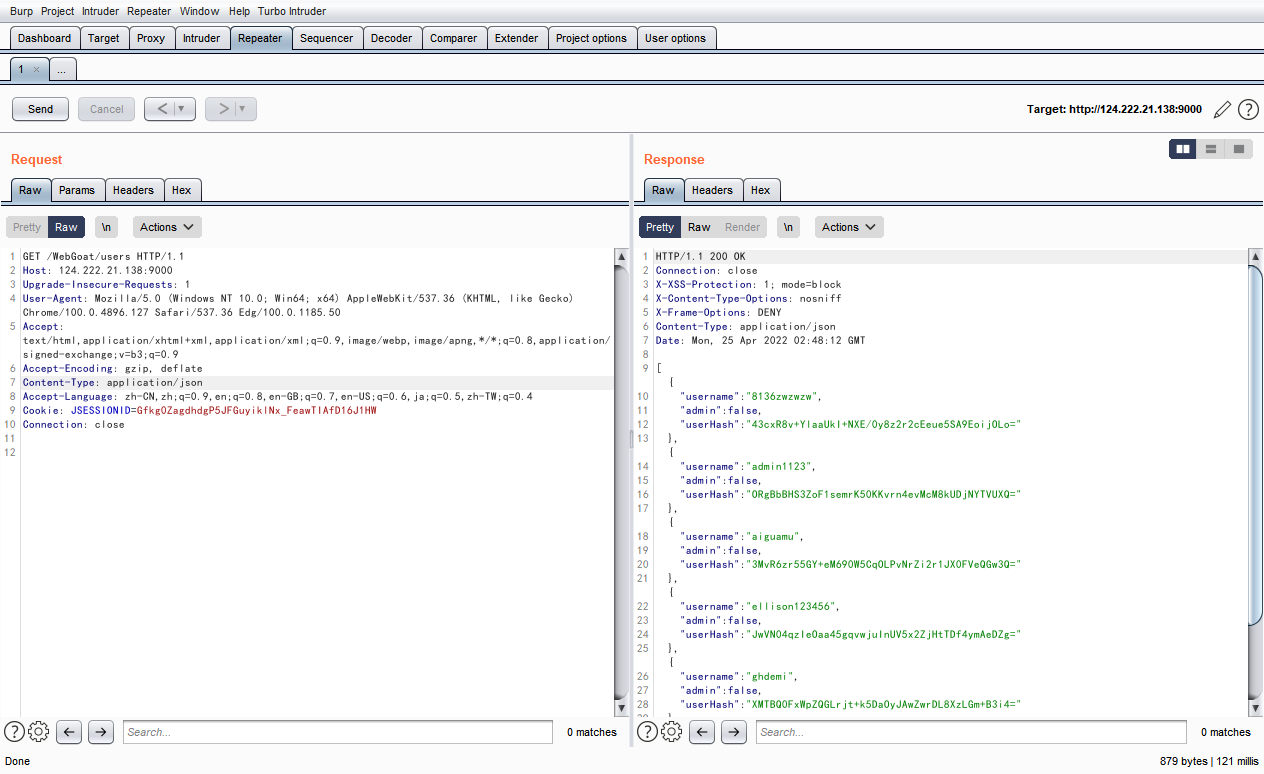 Burp Project Intruder Repeater Window Help Turbo Intruder
Dashboard Target Proxy Intruder Repeater Sequencer Decoder Comparer Extender Project options User options
1 × ...
Send Cancel < > Target: http://124.222.21.138:9000
Request
Raw Params Headers Hex
Pretty Raw \n Actions
1 GET /WebGoat/users HTTP/1.1
2 Host: 124.222.21.138:9000
3 Upgrade-Insecure-Requests: 1
4 User-Agent: Mozilla/5.0 (Windows NT 10.0; Win64; x64) AppleWebKit/537.36 (KHTML, like Gecko)
Chrome/100.0.4896.127 Safari/537.36 Edg/100.0.1185.50
5 Accept:
text/html,application/xhtml+xml,application/xml;q=0.9,image/webp,image/apng,*/*;q=0.8,application/
signed-exchange;v=b3;q=0.9
6 Accept-Encoding: gzip, deflate
7 Content-Type: application/json
8 Accept-Language: zh-CN,zh;q=0.9,en;q=0.8,en-GB;q=0.7,en-US;q=0.6,ja;q=0.5,zh-TW;q=0.4
9 Cookie: JSESSIONID=GfkgOZagdhdgP5JFGuyiklNx_FeawTIAfD16J1HW
10 Connection: close
11
12
Search... 0 matches
Response
Raw Headers Hex
Pretty Raw Render \n Actions
1 HTTP/1.1 200 OK
2 Connection: close
3 X-XSS-Protection: 1; mode=block
4 X-Content-Type-Options: nosniff
5 X-Frame-Options: DENY
6 Content-Type: application/json
7 Date: Mon, 25 Apr 2022 02:48:12 GMT
8
9 [
{
10 "username":"8136zwzwzw",
11 "admin":false,
12 "userHash":"43cxR8v+YlaaUkl+NXE/Oy8z2r2cEeue5SA9EoijOLo="
13 },
{
14 "username":"admin1123",
15 "admin":false,
16 "userHash":"ORgBbBHS3ZoF1semrK50KKvrn4evMcM8kUDjNYTVUXQ="
17 },
{
18 "username":"aiguamu",
19 "admin":false,
20 "userHash":"3MvR6zr55GY+eM690W5CqOLPvNrZi2r1JXOFVeQGw3Q="
21 },
{
22 "username":"ellison123456",
23 "admin":false,
24 "userHash":"JwVNO4qzIeOaa45gqvwjuInUV5x2ZjHtTDf4ymAeDZg="
25 },
{
26 "username":"ghdemi",
27 "admin":false,
28 "userHash":"XMTBQOFxWpZQGLrjt+k5DaOyJAwZwrDL8XzLGm+B3i4="
Search... 0 matches
Done 879 bytes | 121 millis